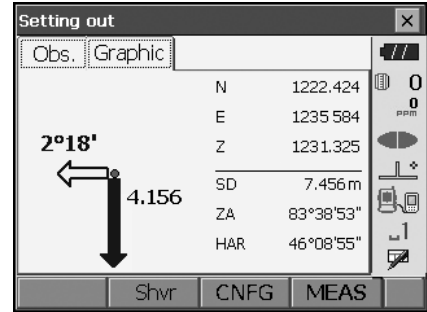 Setting out
Obs. Graphic
N 1222.424
E 1235 584
Z 1231.325
SD 7.456m
ZA 83°38'53"
HAR 46°08'55"
2°18'
4.156
0
0
PPM
1
Shvr CNFG MEAS